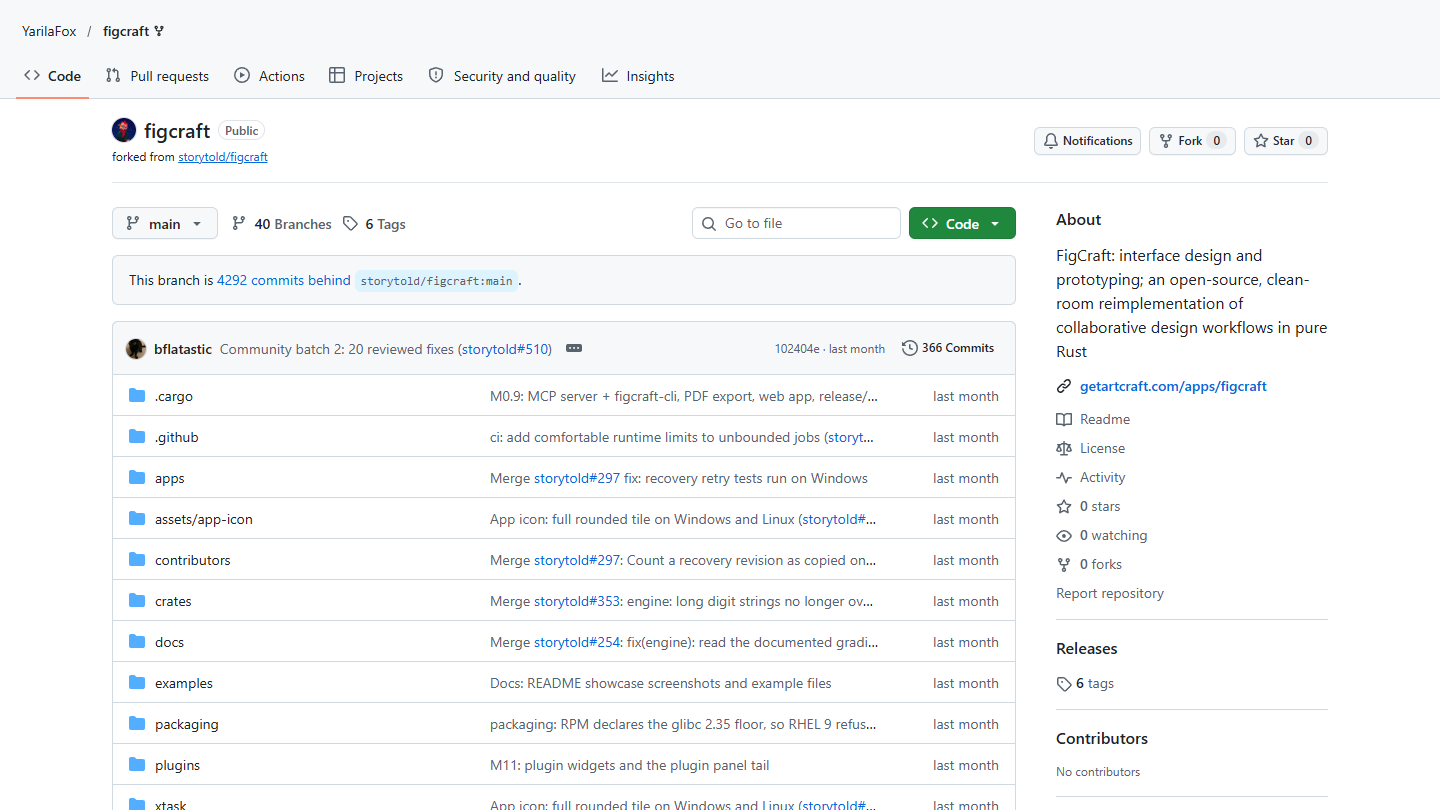 YarilaFox / figcraft
Code Pull requests Actions Projects Security and quality Insights
figcraft Public
forked from storytold/figcraft
Notifications Fork 0 Star 0
main 40 Branches 6 Tags Go to file Code
This branch is 4292 commits behind storytold/figcraft:main .
bflatastic Community batch 2: 20 reviewed fixes (storytold#510) 102404e · last month 366 Commits
.cargo M0.9: MCP server + figcraft-cli, PDF export, web app, release/… last month
.github ci: add comfortable runtime limits to unbounded jobs (storyt… last month
apps Merge storytold#297 fix: recovery retry tests run on Windows last month
assets/app-icon App icon: full rounded tile on Windows and Linux (storytold#… last month
contributors Merge storytold#297: Count a recovery revision as copied on… last month
crates Merge storytold#353: engine: long digit strings no longer ov… last month
docs Merge storytold#254: fix(engine): read the documented gradi… last month
examples Docs: README showcase screenshots and example files last month
packaging packaging: RPM declares the glibc 2.35 floor, so RHEL 9 refus… last month
plugins M11: plugin widgets and the plugin panel tail last month
xtask App icon: full rounded tile on Windows and Linux (storytold#… last month
About
FigCraft: interface design and
prototyping; an open-source, clean-
room reimplementation of
collaborative design workflows in pure
Rust
getartcraft.com/apps/figcraft
Readme
License
Activity
0 stars
0 watching
0 forks
Report repository
Releases
6 tags
Contributors
No contributors